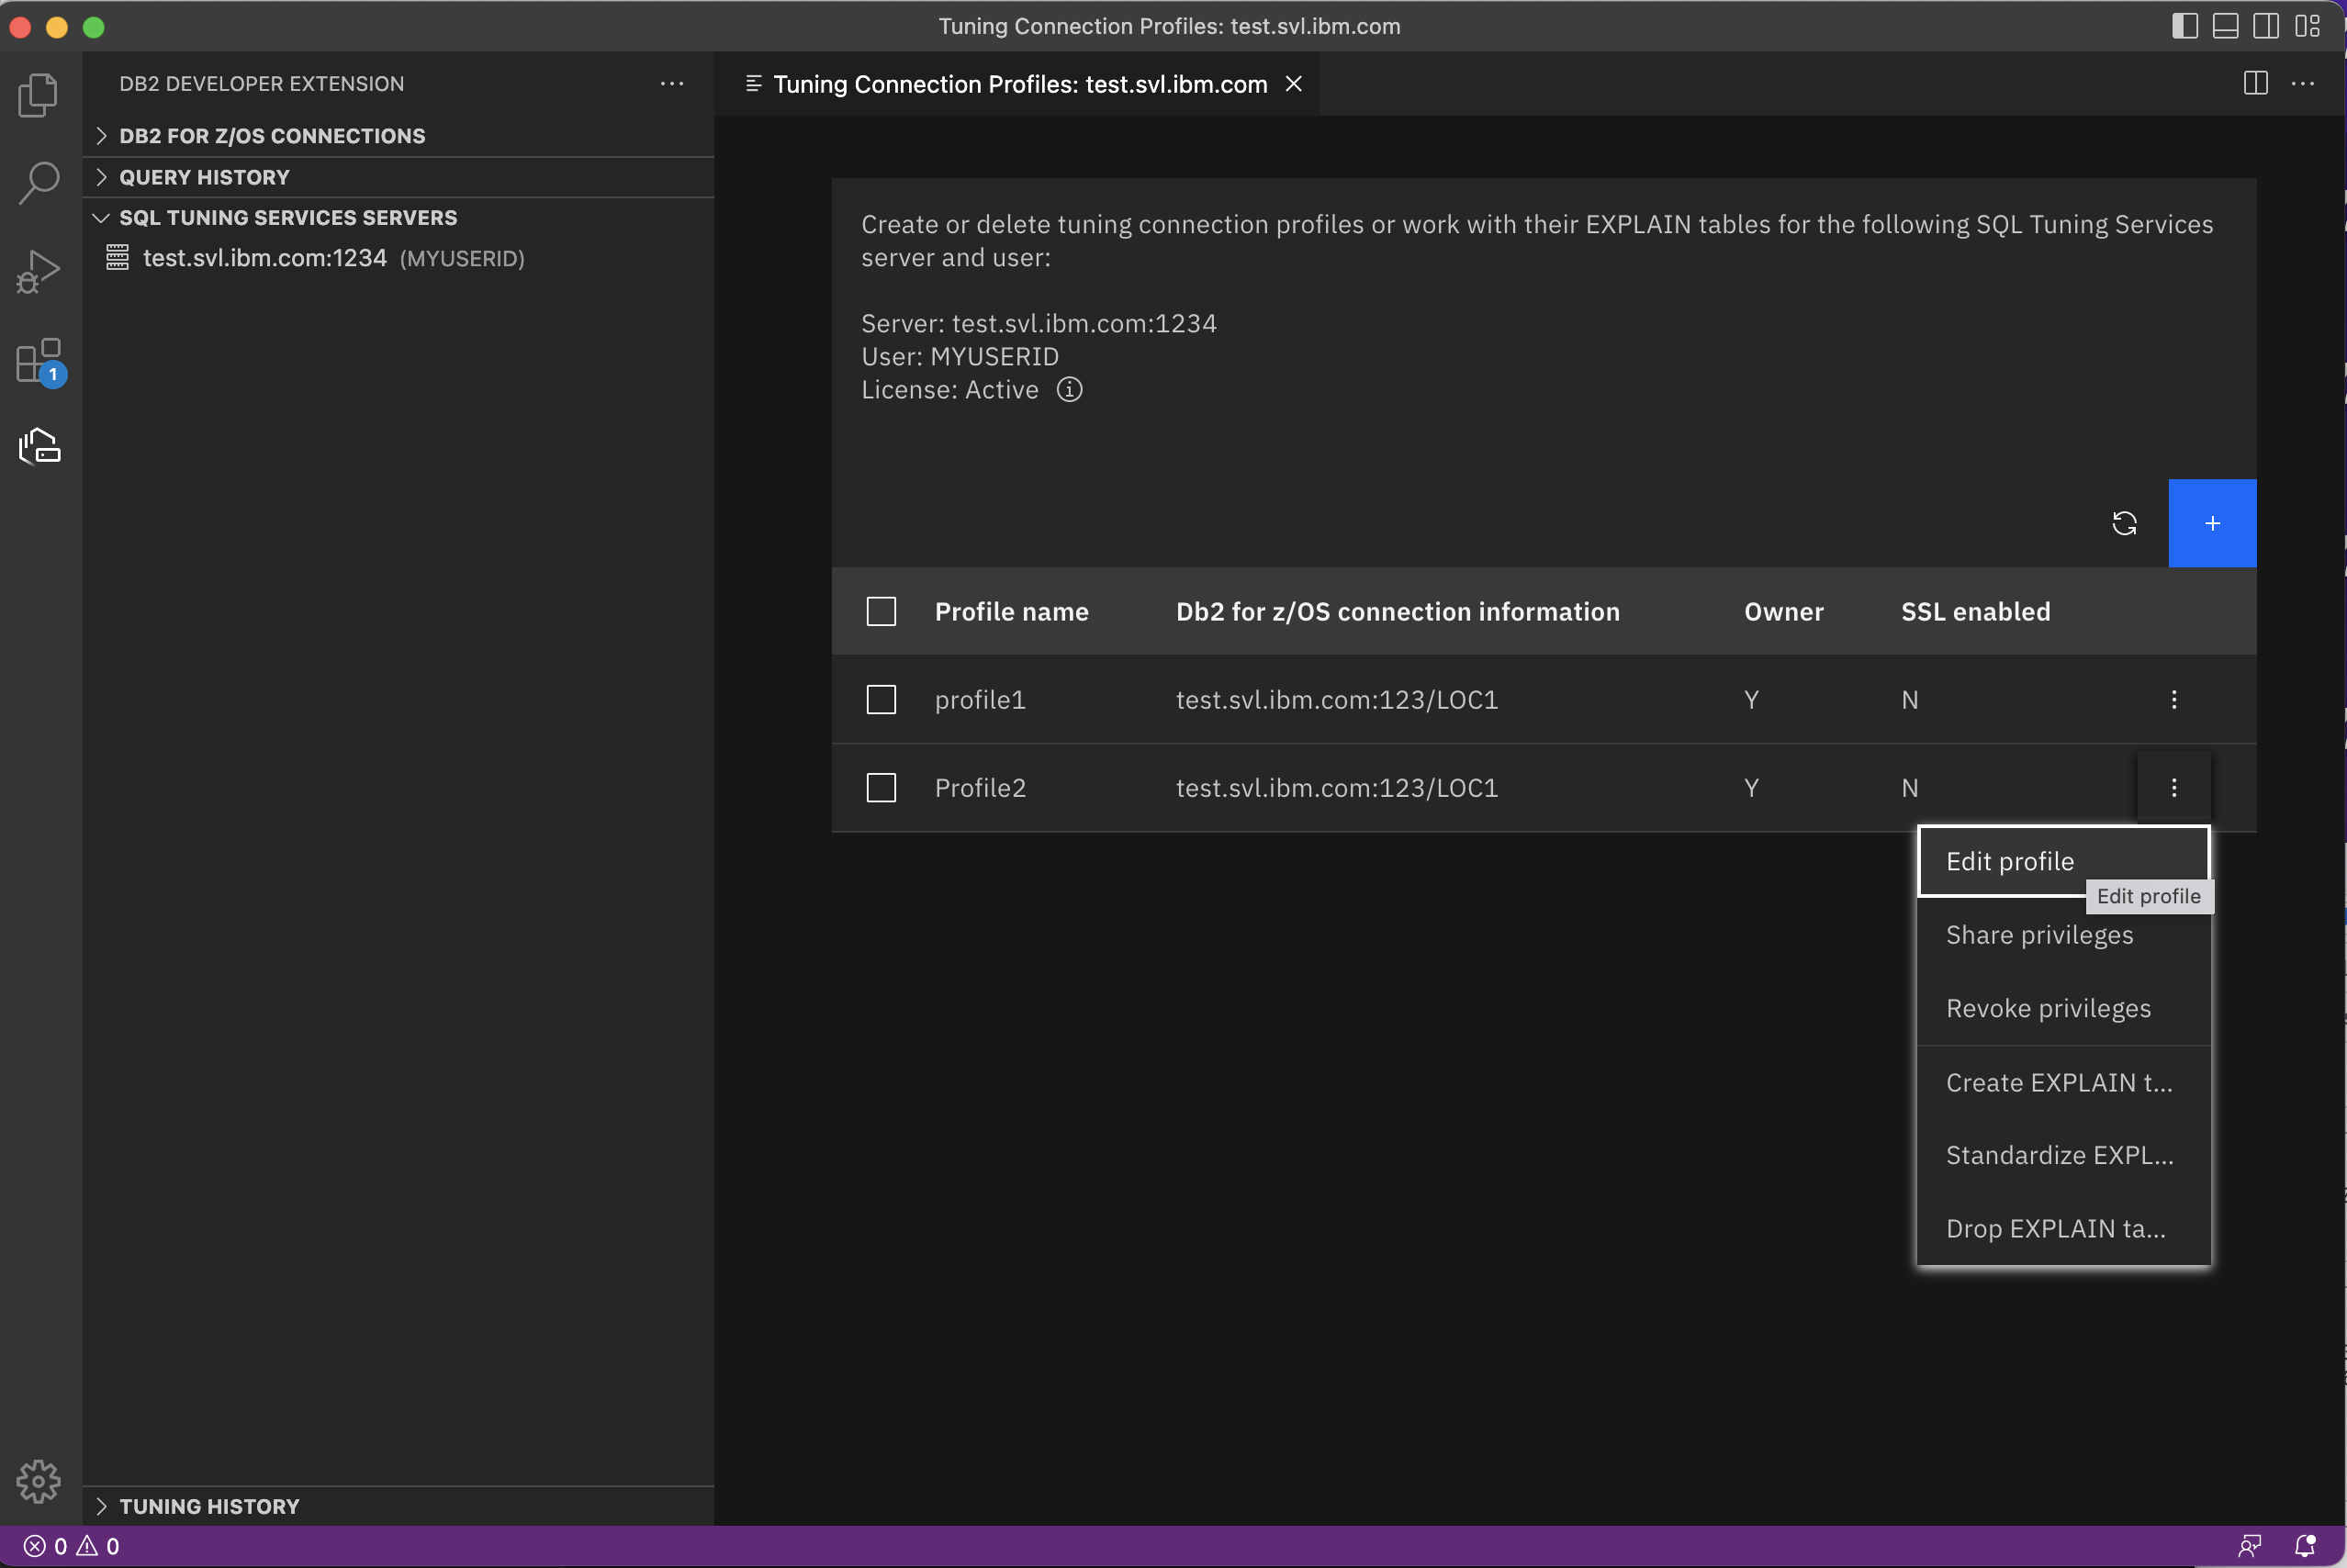 Tuning Connection Profiles: test.svl.ibm.com
DB2 DEVELOPER EXTENSION
Tuning Connection Profiles: test.svl.ibm.com
DB2 FOR Z/OS CONNECTIONS
QUERY HISTORY
SQL TUNING SERVICES SERVERS
test.svl.ibm.com:1234 (MYUSERID)
1
TUNING HISTORY
Create or delete tuning connection profiles or work with their EXPLAIN tables for the following SQL Tuning Services
server and user:
Server: test.svl.ibm.com:1234
User: MYUSERID
License: Active
+
Profile name Db2 for z/OS connection information Owner SSL enabled
profile1 test.svl.ibm.com:123/LOC1 Y N
Profile2 test.svl.ibm.com:123/LOC1 Y N
Edit profile
Edit profile
Share privileges
Revoke privileges
Create EXPLAIN t...
Standardize EXPL...
Drop EXPLAIN ta...
0 0